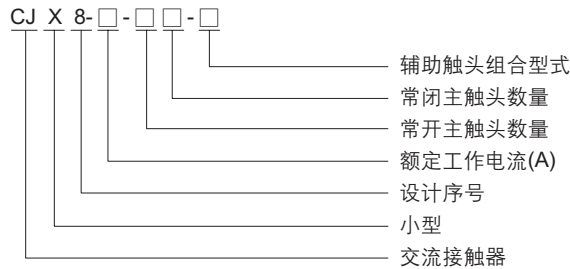 CJ X 8-□-□□-□
辅助触头组合型式
常闭主触头数量
常开主触头数量
额定工作电流(A)
设计序号
小型
交流接触器